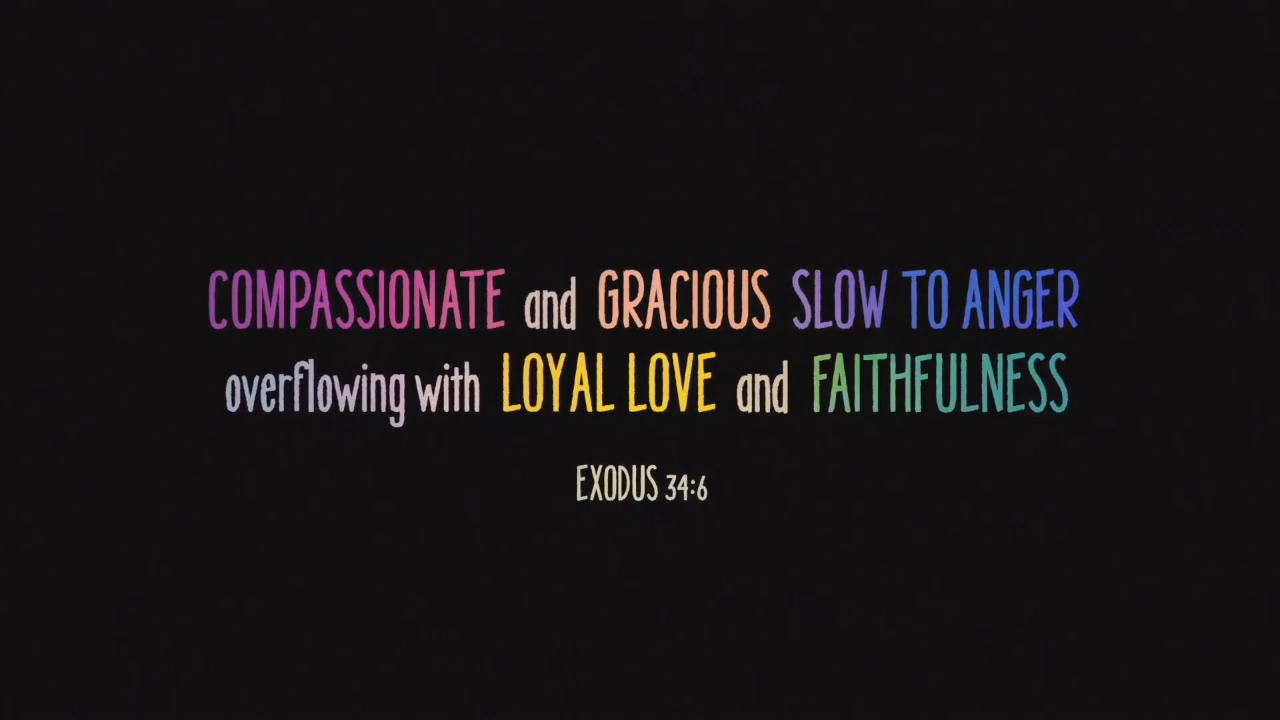 COMPASSIONATE and GRACIOUS SLOW TO ANGER
overflowing with LOYAL LOVE and FAITHFULNESS
EXODUS 34:6